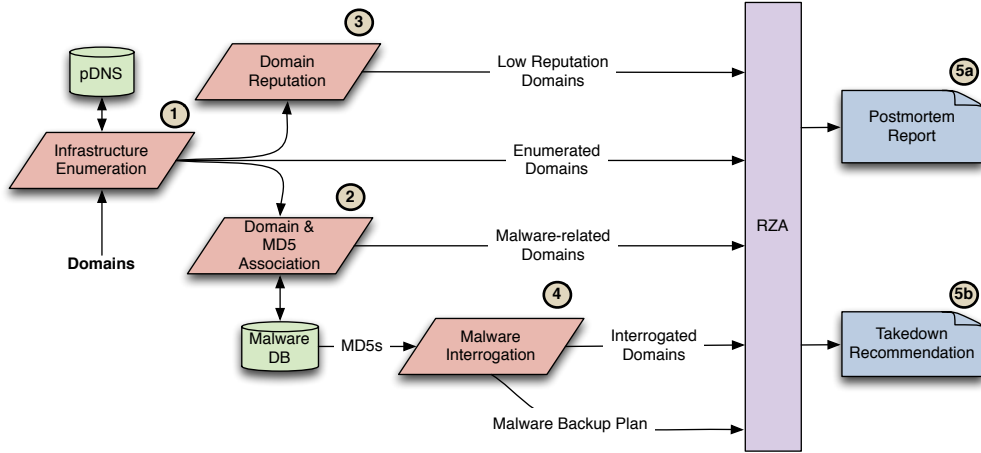 3
Domain
Reputation
Low Reputation
Domains
5a
pDNS
1
Postmortem
Report
Infrastructure
Enumeration
Enumerated
Domains
2
Domain &
MD5
Association
Malware-related
Domains
RZA
Domains
4
5b
Malware
DB
MD5s
Malware
Interrogation
Interrogated
Domains
Takedown
Recommendation
Malware Backup Plan